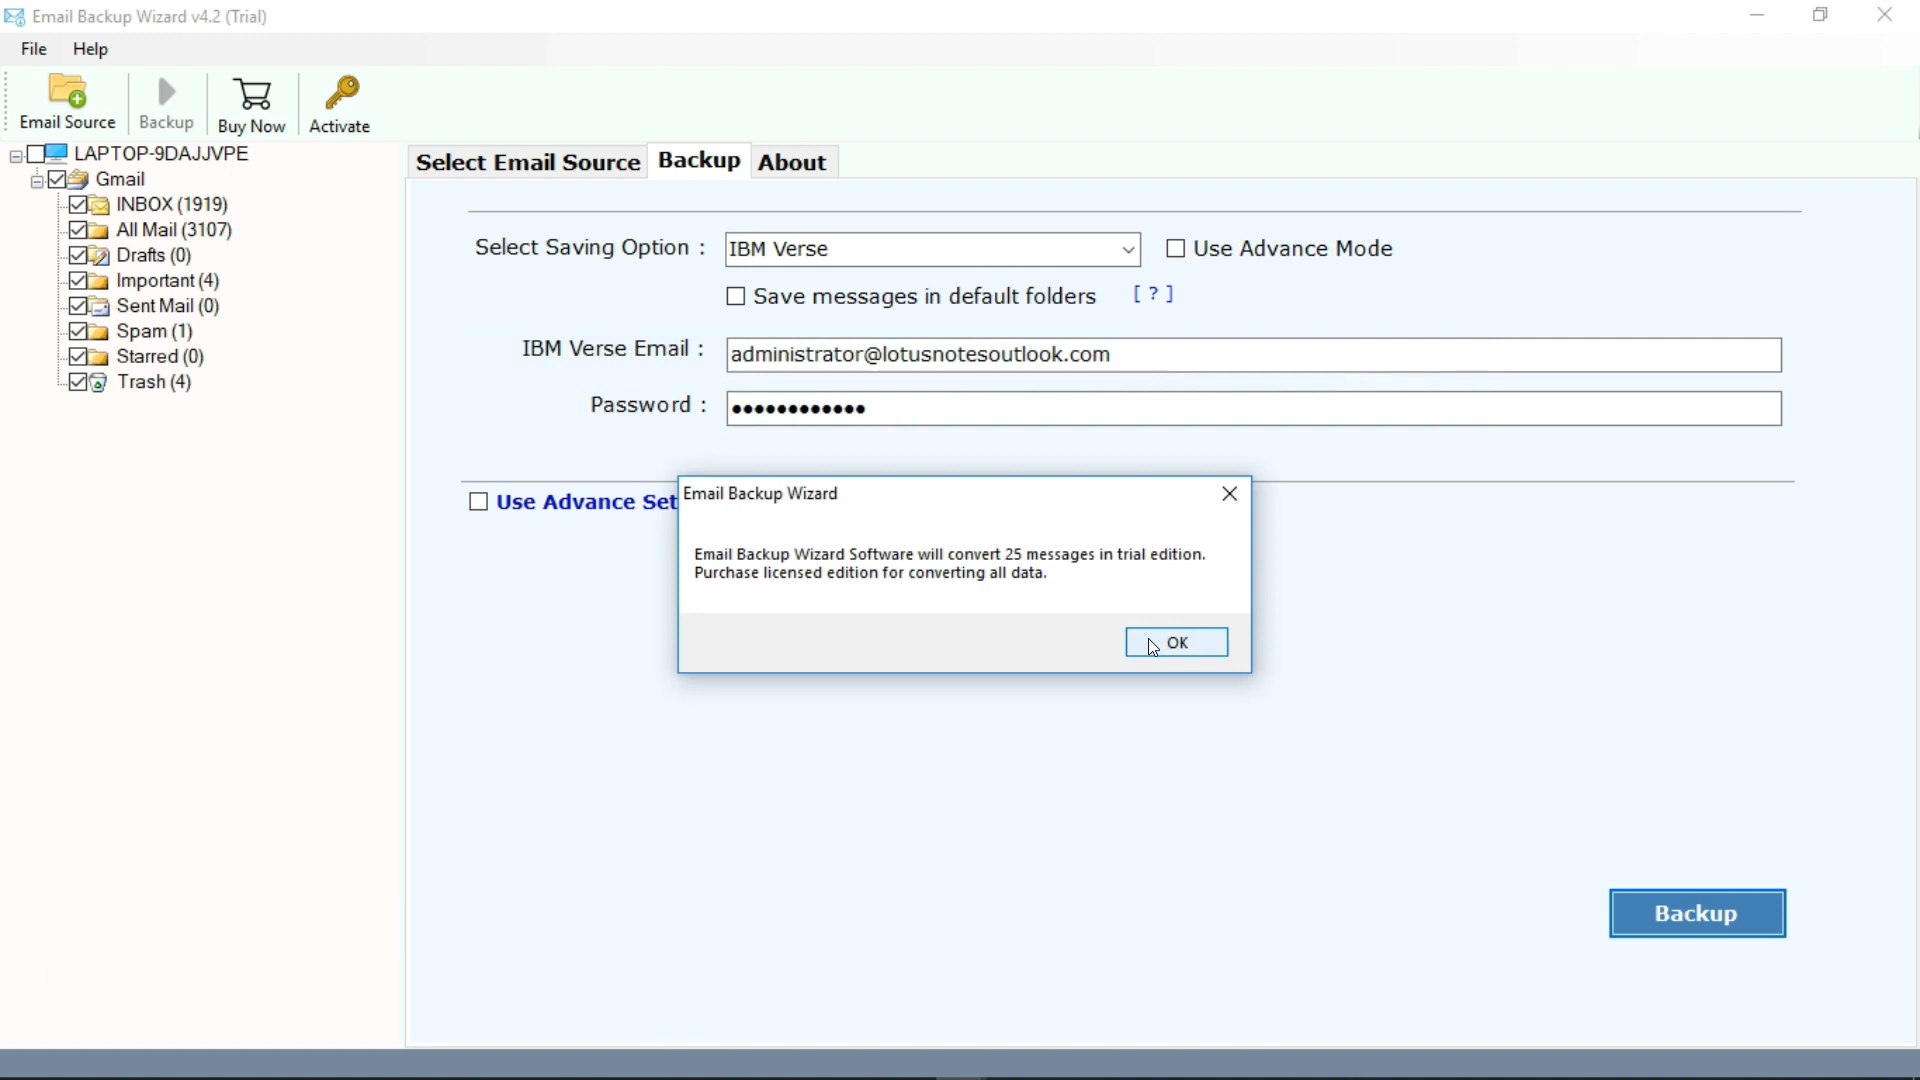 Email Backup Wizard v4.2 (Trial)
File Help
Email Source Backup Buy Now Activate
LAPTOP-9DAJJVPE
Gmail
INBOX (1919)
All Mail (3107)
Drafts (0)
Important (4)
Sent Mail (0)
Spam (1)
Starred (0)
Trash (4)
Select Email Source Backup About
Select Saving Option : IBM Verse Use Advance Mode
Save messages in default folders [ ? ]
IBM Verse Email : administrator@lotusnotesoutlook.com
Password : ●●●●●●●●●●●●
Use Advance Set
Email Backup Wizard
Email Backup Wizard Software will convert 25 messages in trial edition.
Purchase licensed edition for converting all data.
OK
Backup